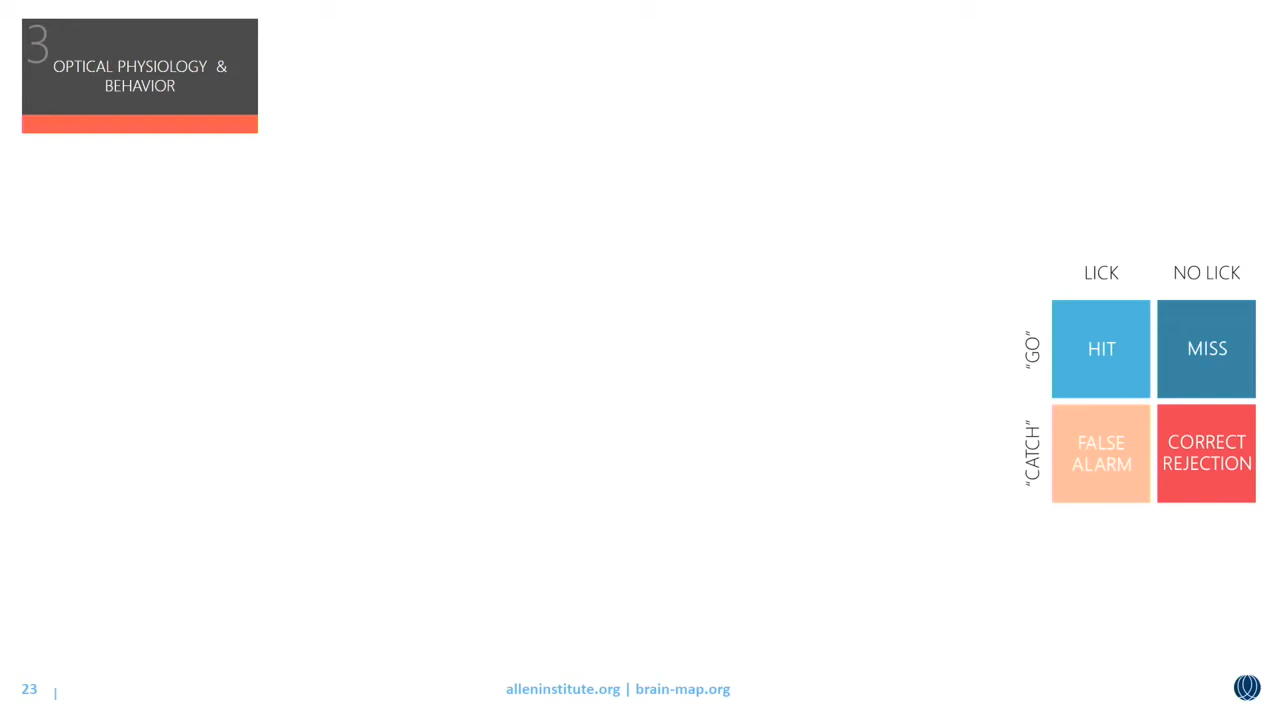 3
OPTICAL PHYSIOLOGY &
BEHAVIOR
LICK NO LICK
"GO"
HIT MISS
"CATCH"
FALSE
ALARM
CORRECT
REJECTION
23 |
alleninstitute.org | brain-map.org